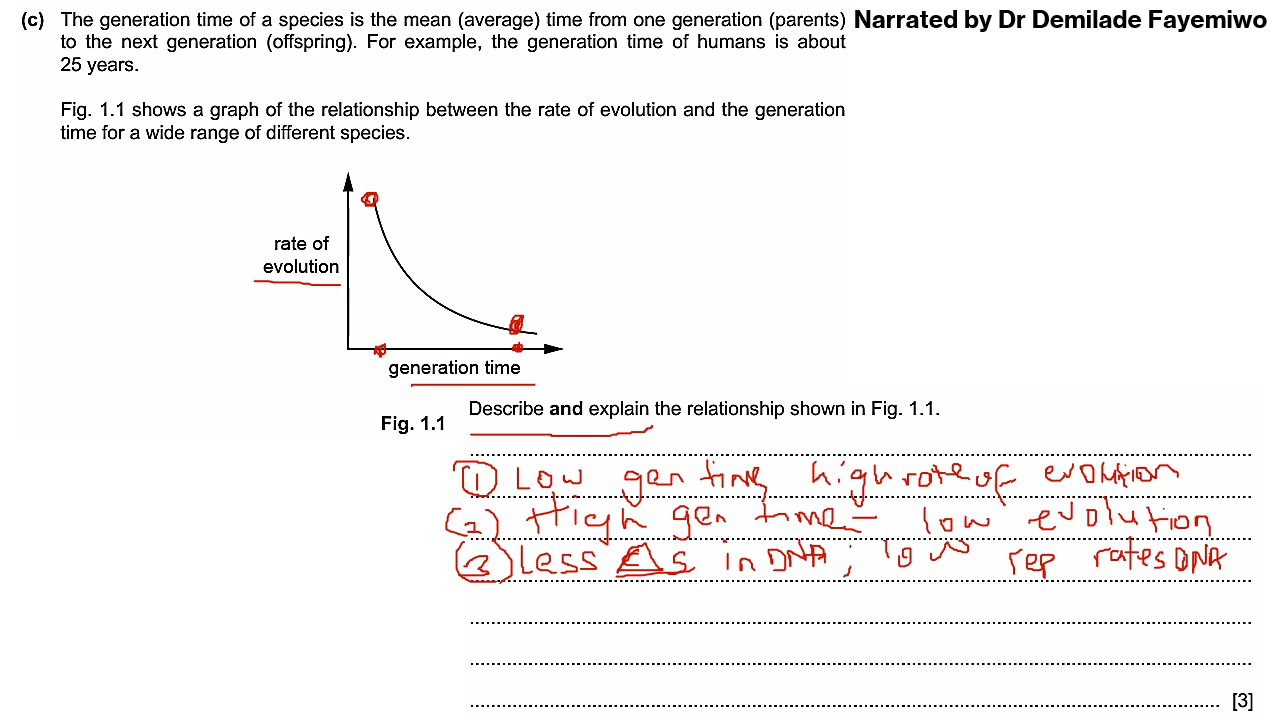 (c) The generation time of a species is the mean (average) time from one generation (parents)
Narrated by Dr Demilade Fayemiwo
to the next generation (offspring). For example, the generation time of humans is about
25 years.
Fig. 1.1 shows a graph of the relationship between the rate of evolution and the generation
time for a wide range of different species.
rate of
evolution
generation time
Fig. 1.1
Describe and explain the relationship shown in Fig. 1.1.
(1) Low gen time, high rate of evolution
(2) High gen time - low evolution
(3) Less Δs in DNA; low rep rates DNA
[3]